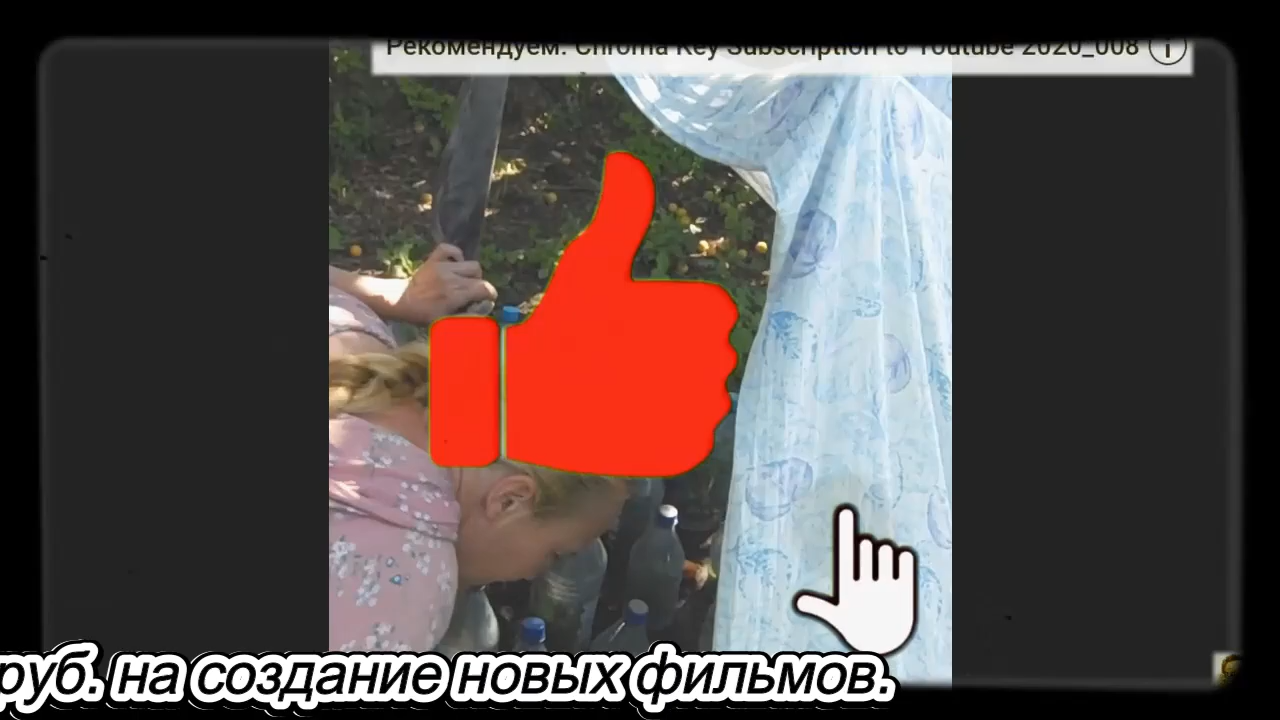 Рекомендуем: Chroma Key Subscription to Youtube 2020_008
руб. на создание новых фильмов.